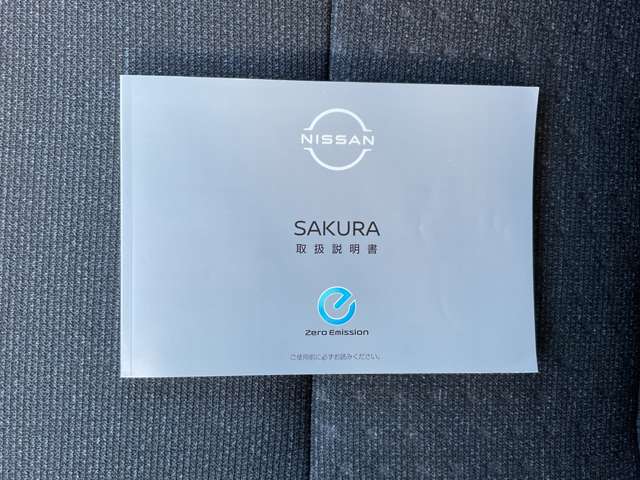 NISSAN
SAKURA
取扱説明書
Zero Emission
ご使用前に必ずお読みください。